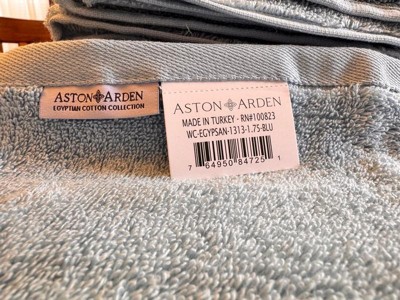 ASTON ARDEN
EGYPTIAN COTTON COLLECTION
ASTON ARDEN
MADE IN TURKEY - RN#100823
WC-EGYPSAN-1313-1.75-BLU
7 64950 84725 1